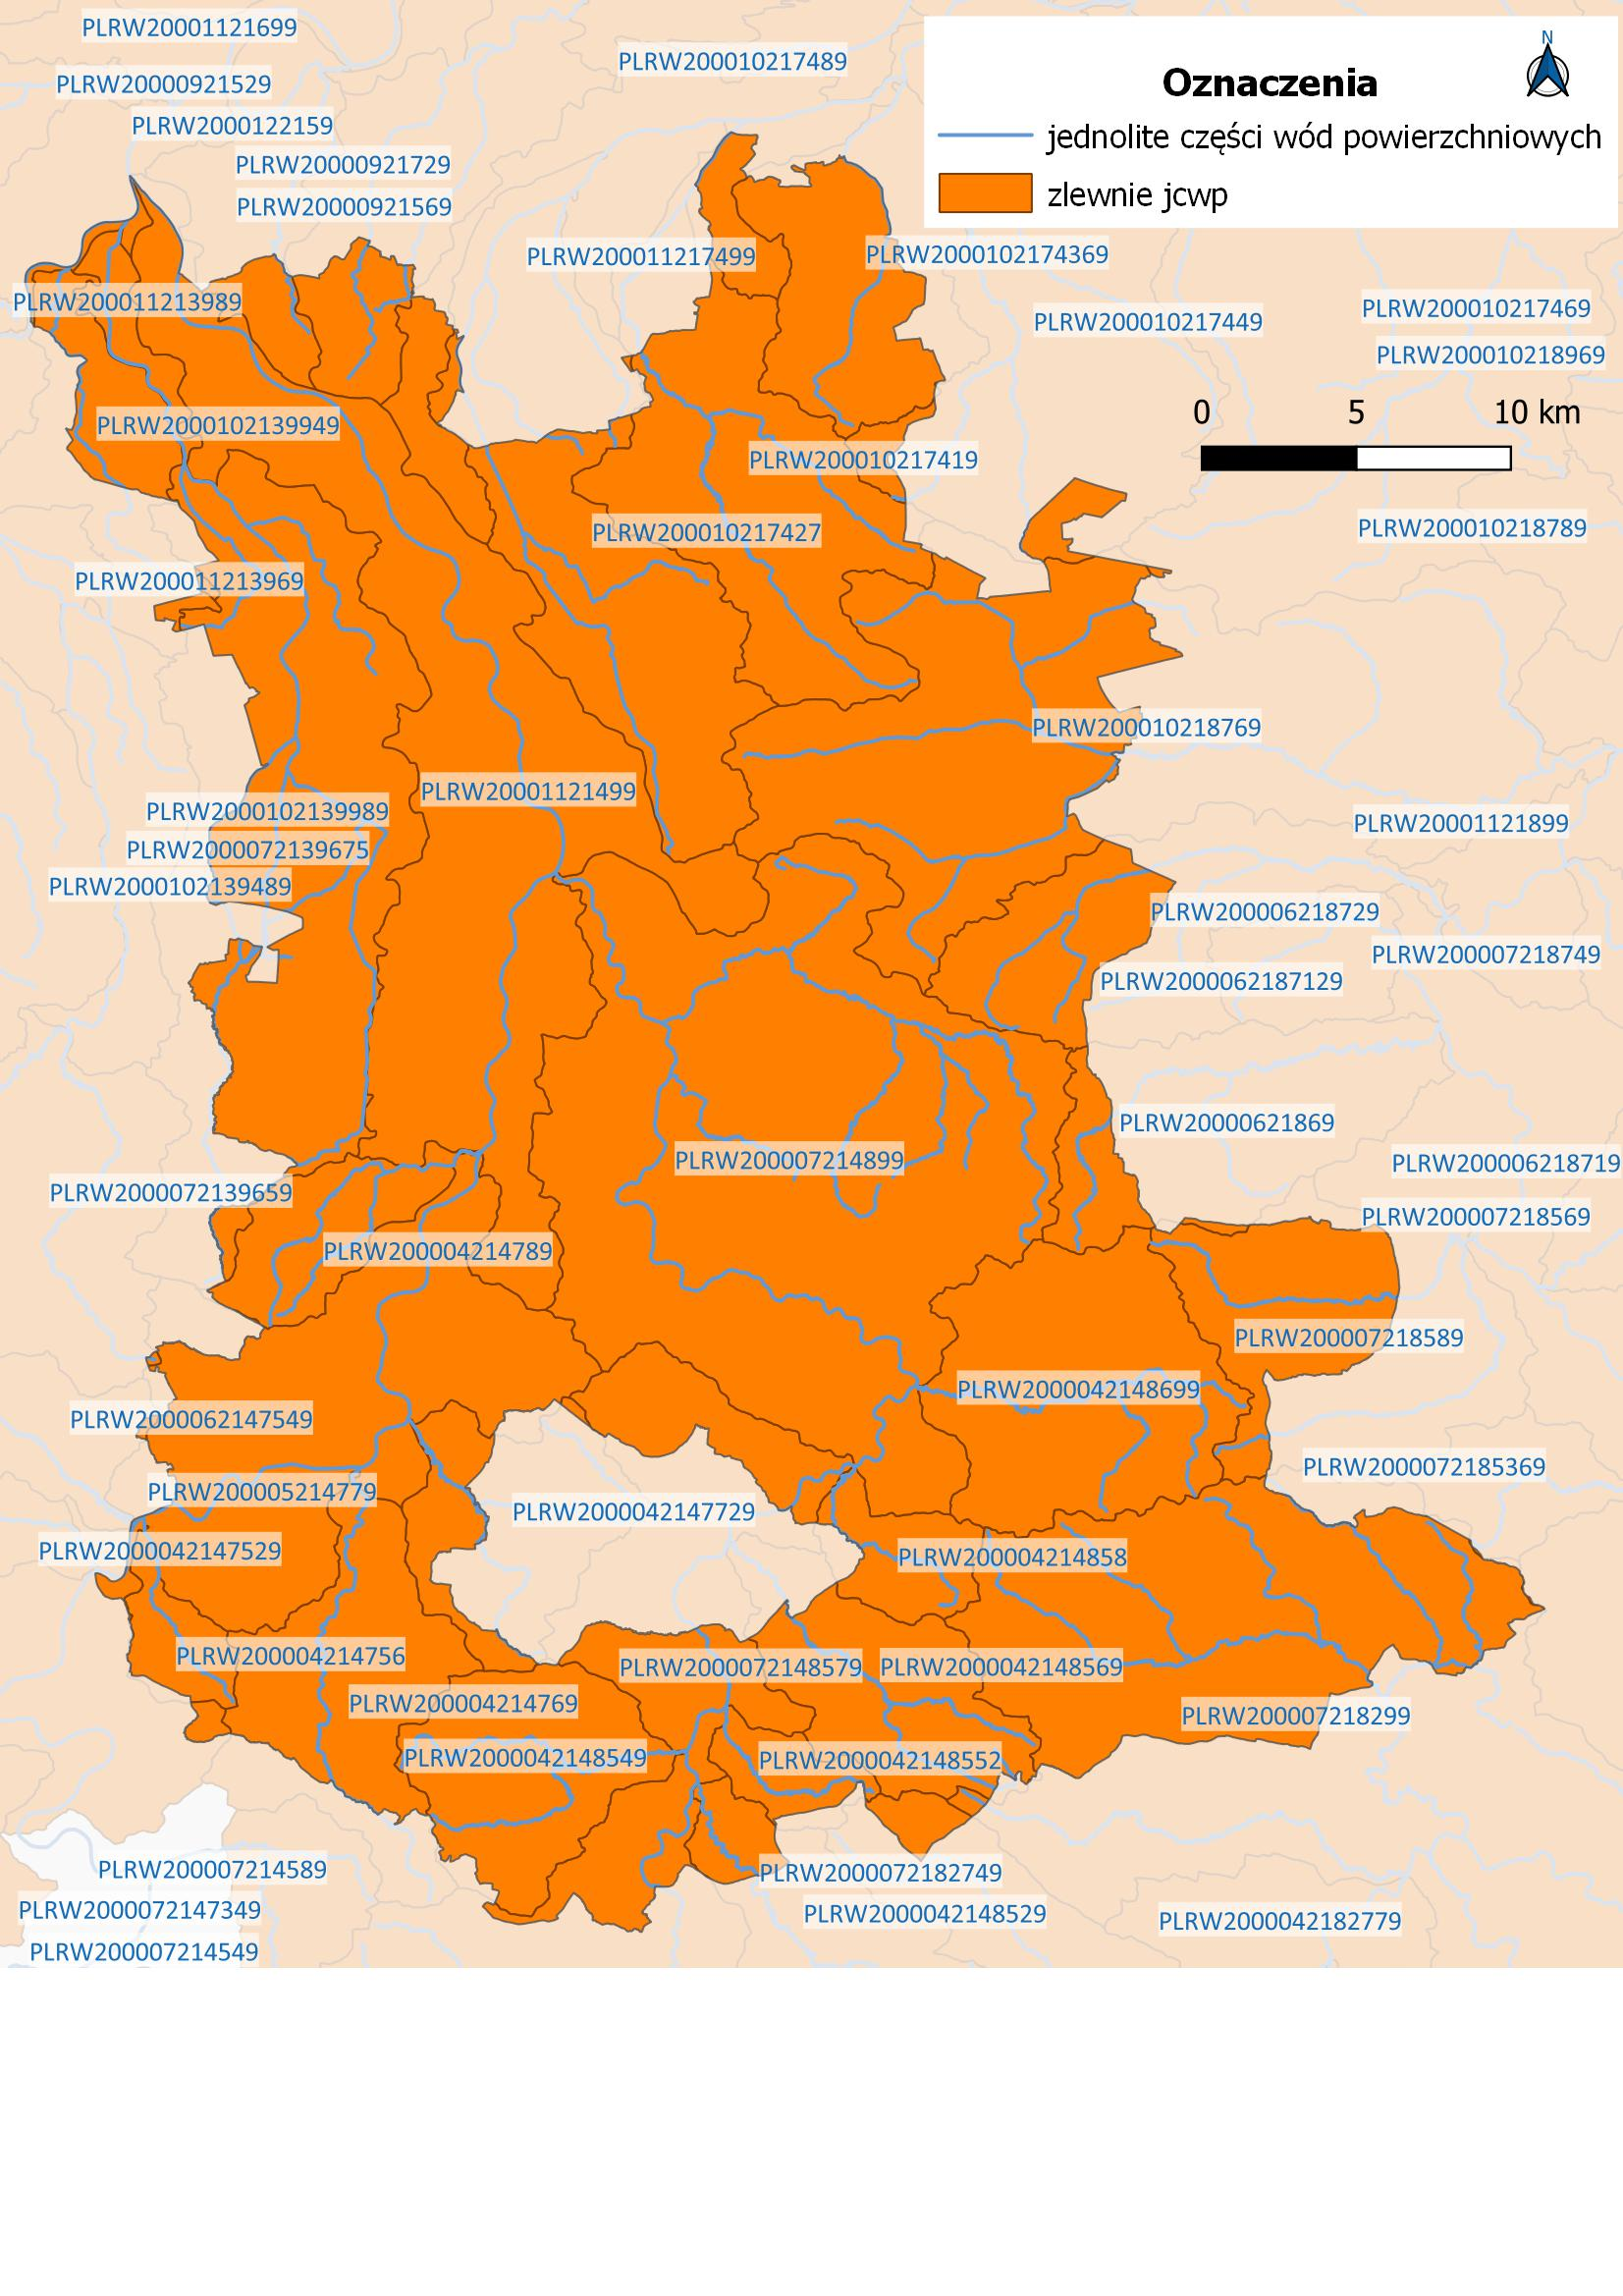 PLRW20001121699
PLRW200010217489
N
Oznaczenia
jednolite części wód powierzchniowych
zlewnie jcwp
PLRW20000921529
PLRW2000122159
PLRW20000921729
PLRW20000921569
PLRW200011217499
PLRW2000102174369
PLRW200011213989
PLRW200010217449
PLRW200010217469
PLRW200010218969
0 5 10 km
PLRW2000102139949
PLRW200010217419
PLRW200010217427
PLRW200010218789
PLRW200011213969
PLRW200010218769
PLRW20001121499
PLRW2000102139989
PLRW20001121899
PLRW2000072139675
PLRW2000102139489
PLRW200006218729
PLRW200007218749
PLRW2000062187129
PLRW20000621869
PLRW200007214899
PLRW200006218719
PLRW2000072139659
PLRW200007218569
PLRW200004214789
PLRW200007218589
PLRW2000042148699
PLRW2000062147549
PLRW2000072185369
PLRW200005214779
PLRW2000042147729
PLRW2000042147529
PLRW200004214858
PLRW200004214756
PLRW2000072148579
PLRW2000042148569
PLRW200004214769
PLRW200007218299
PLRW2000042148549
PLRW2000042148552
PLRW200007214589
PLRW2000072182749
PLRW2000072147349
PLRW2000042148529
PLRW2000042182779
PLRW200007214549